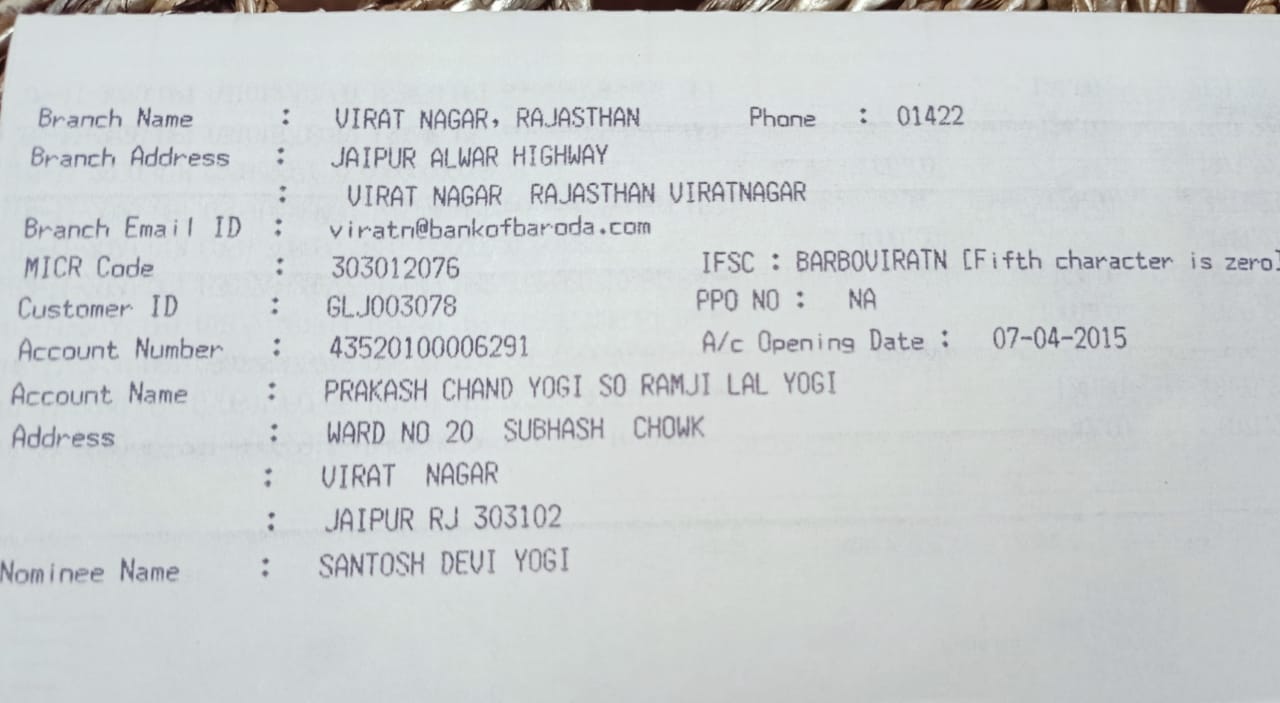 Branch Name : VIRAT NAGAR, RAJASTHAN Phone : 01422
Branch Address : JAIPUR ALWAR HIGHWAY
: VIRAT NAGAR RAJASTHAN VIRATNAGAR
Branch Email ID : viratn@bankofbaroda.com
MICR Code 303012076 IFSC : BARB0VIRATN [Fifth character is zero]
Customer ID : GLJ003078 PPO NO : NA
Account Number : 43520100006291 A/c Opening Date : 07-04-2015
Account Name : PRAKASH CHAND YOGI SO RAMJI LAL YOGI
Address : WARD NO 20 SUBHASH CHOWK
: VIRAT NAGAR
: JAIPUR RJ 303102
Nominee Name : SANTOSH DEVI YOGI